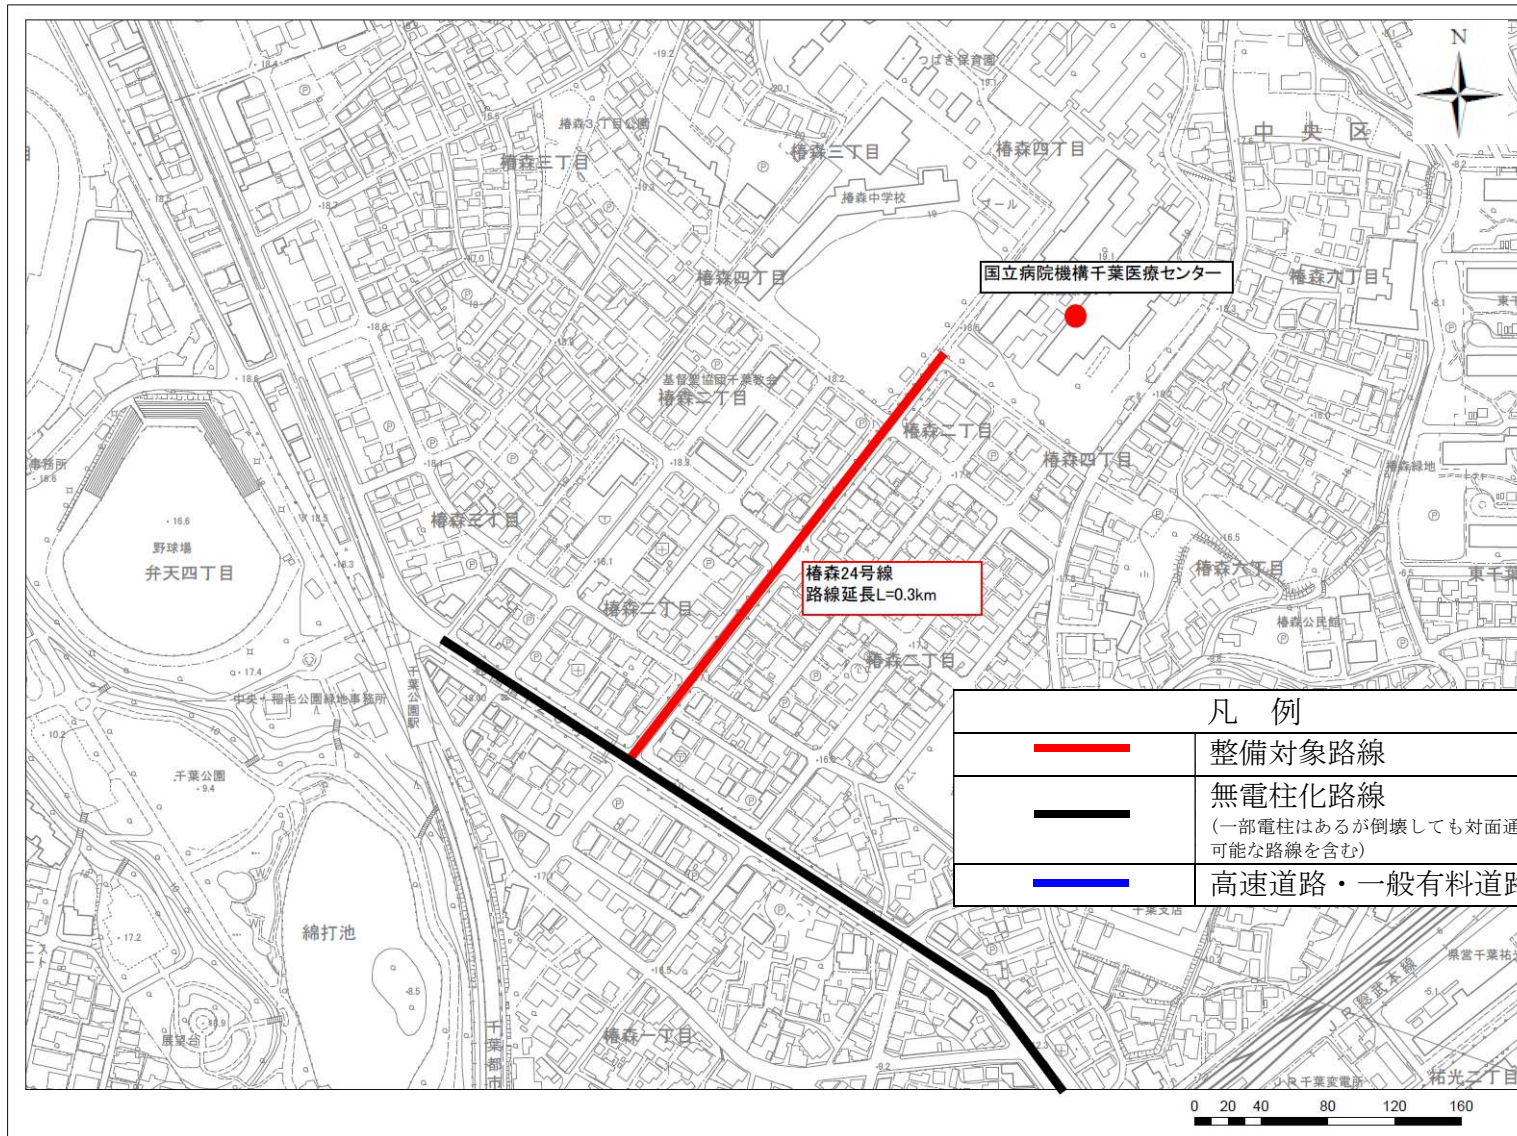 N
つばき保育園
中央区
椿森3丁目公園
椿森三丁目
椿森三丁目
椿森四丁目
椿森中学校
プール
国立病院機構千葉医療センター
椿森四丁目
椿森六丁目
基督聖協団千葉教会
椿森二丁目
椿森二丁目
椿森四丁目
椿森緑地
事務所
椿森三丁目
野球場
弁天四丁目
椿森24号線
路線延長L=0.3km
椿森六丁目
東千葉
椿森二丁目
椿森公民館
椿森二丁目
千葉公園駅
中央・稲毛公園緑地事務所
千葉公園
凡 例
整備対象路線
無電柱化路線
(一部電柱はあるが倒壊しても対面通
可能な路線を含む)
高速道路・一般有料道路
千葉支店
綿打池
県営千葉祐光
JR総武本線
展望台
椿森一丁目
千葉都市
JR千葉変電所
祐光二丁目
0 20 40 80 120 160